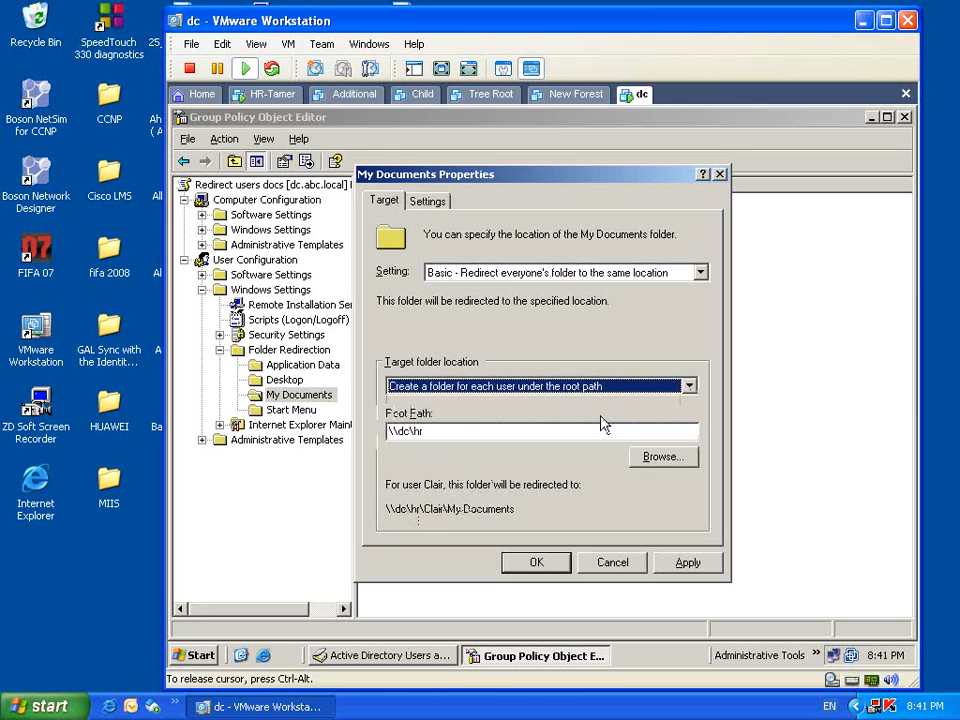 dc - VMware Workstation
File Edit View VM Team Windows Help
Home HR-Tamer Additional Child Tree Root New Forest dc
Group Policy Object Editor
File Action View Help
Redirect users docs [dc.abc.local]
Computer Configuration
Software Settings
Windows Settings
Administrative Templates
User Configuration
Software Settings
Windows Settings
Remote Installation Ser
Scripts (Logon/Logoff)
Security Settings
Folder Redirection
Application Data
Desktop
My Documents
Start Menu
Internet Explorer Maint
Administrative Templates
My Documents Properties
Target Settings
You can specify the location of the My Documents folder.
Setting: Basic - Redirect everyone's folder to the same location
This folder will be redirected to the specified location.
Target folder location
Create a folder for each user under the root path
Root Path:
\\dc\hr
Browse...
For user Clair, this folder will be redirected to:
\\dc\hr\Clair\My Documents
OK Cancel Apply
Start Active Directory Users a... Group Policy Object E... Administrative Tools » 8:41 PM
To release cursor, press Ctrl-Alt.
Recycle Bin
SpeedTouch
330 diagnostics
25_
Boson NetSim
for CCNP
CCNP
Ah
( A
Boson Network
Designer
Cisco LMS
All
FIFA 07
fifa 2008
VMware
Workstation
GAL Sync with
the Identit...
ZD Soft Screen
Recorder
HUAWEI
Ba
Internet
Explorer
MIIS
start dc - VMware Worksta... EN 8:41 PM